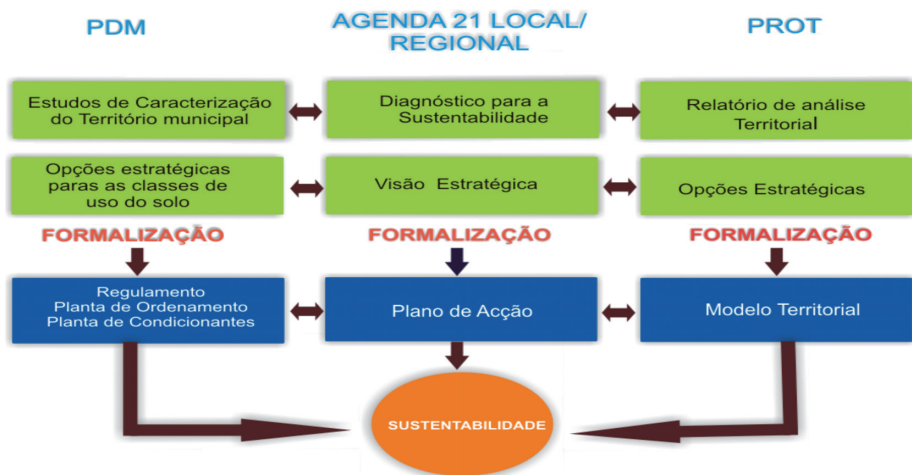 PDM
AGENDA 21 LOCAL/
REGIONAL
PROT
Estudos de Caracterização
do Território municipal
Diagnóstico para a
Sustentabilidade
Relatório de análise
Territorial
Opções estratégicas
paras as classes de
uso do solo
Visão Estratégica
Opções Estratégicas
FORMALIZAÇÃO
FORMALIZAÇÃO
FORMALIZAÇÃO
Regulamento
Planta de Ordenamento
Planta de Condicionantes
Plano de Acção
Modelo Territorial
SUSTENTABILIDADE